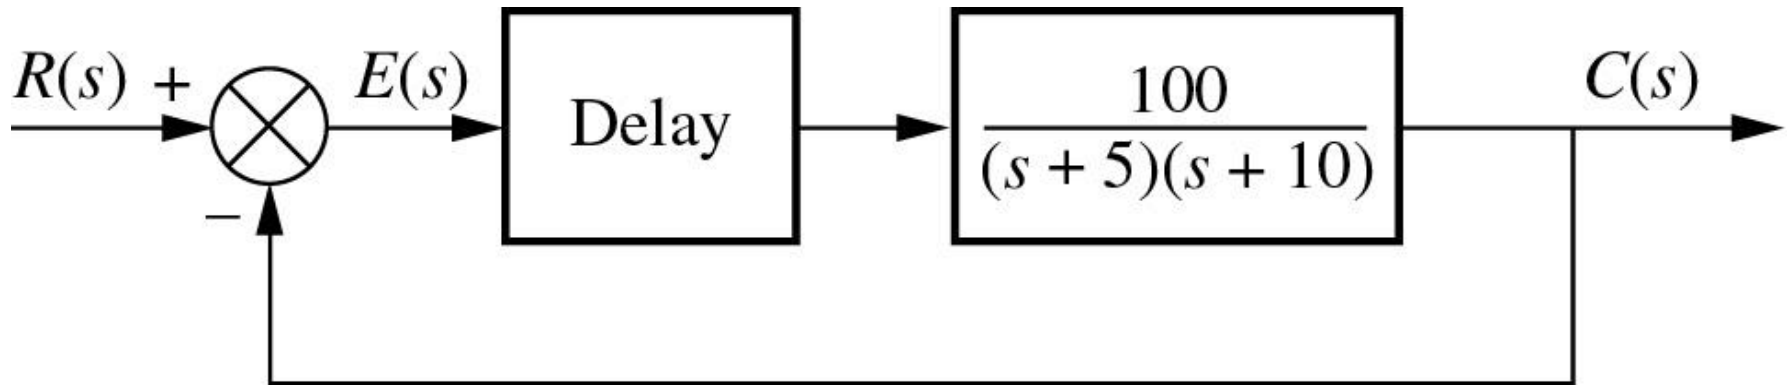 R(s) + E(s) Delay 100 C(s)
(s + 5)(s + 10)
−